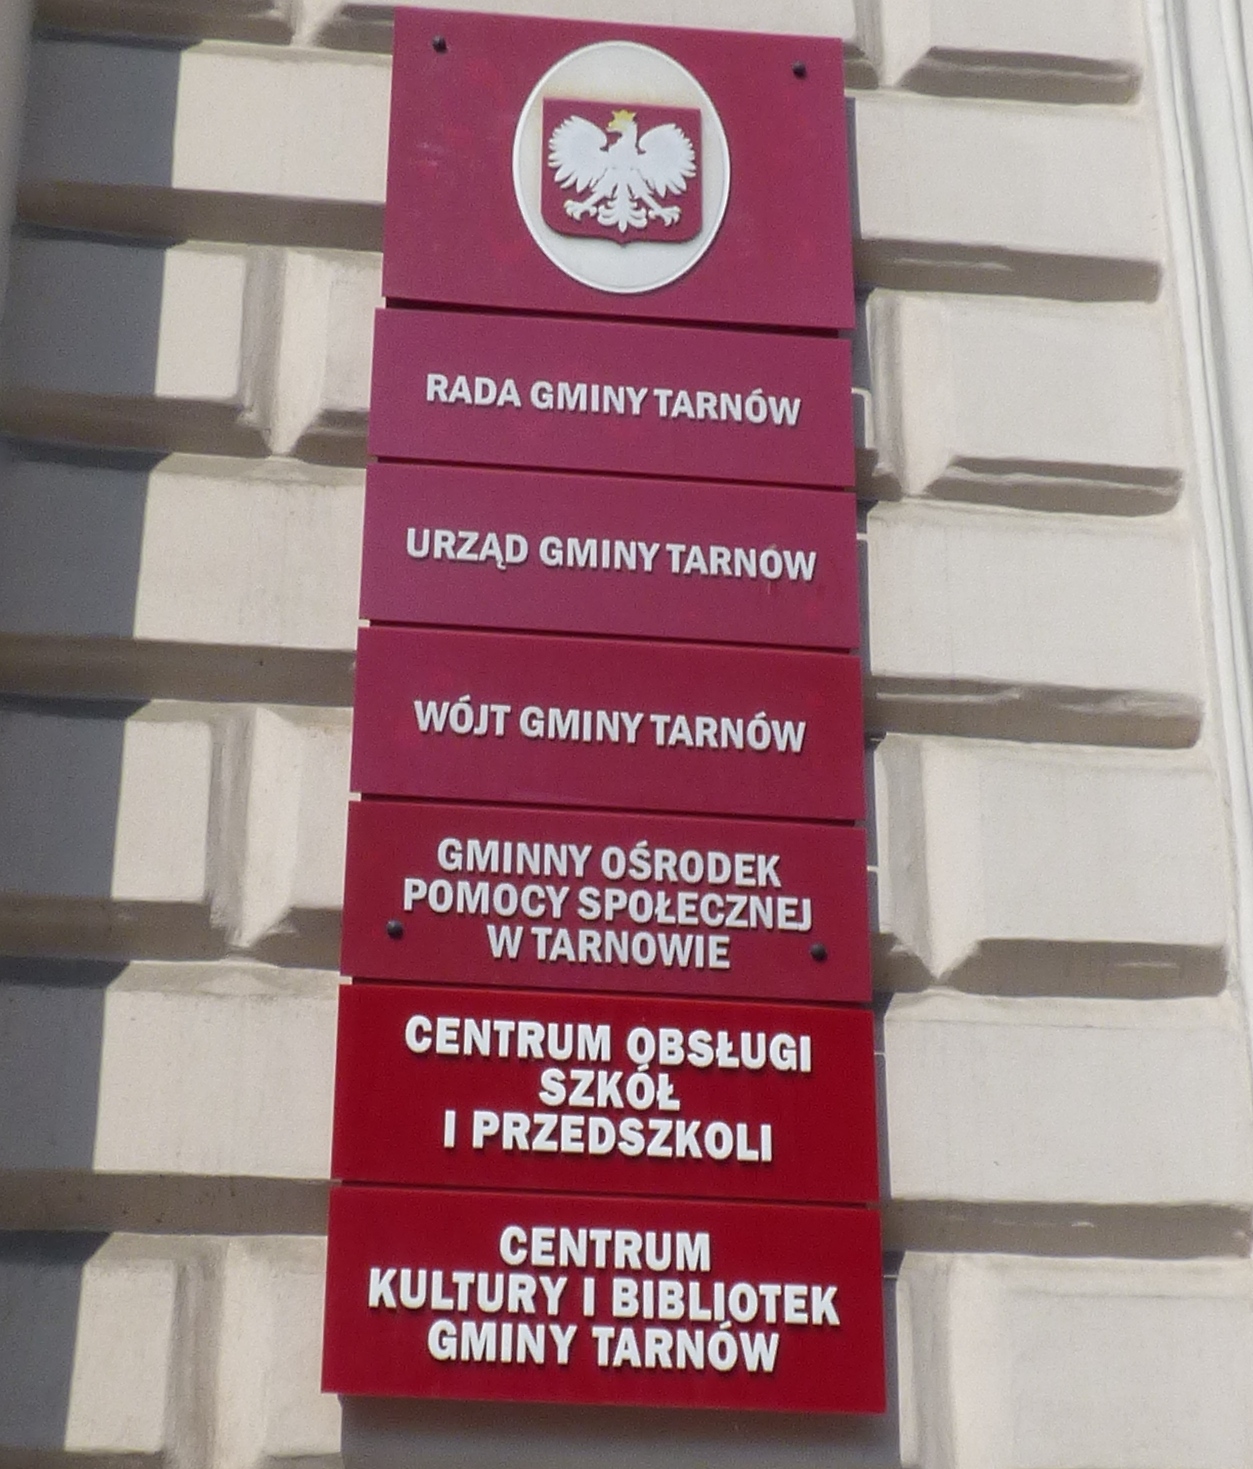 RADA GMINY TARNÓW
URZĄD GMINY TARNOW
WÓJT GMINY TARNÓW
GMINNY OŚRODEK
POMOCY SPOŁECZNEJ
W TARNOWIE
CENTRUM OBSŁUGI
SZKÓŁ
I PRZEDSZKOLI
CENTRUM
KULTURY I BIBLIOTEK
GMINY TARNÓW